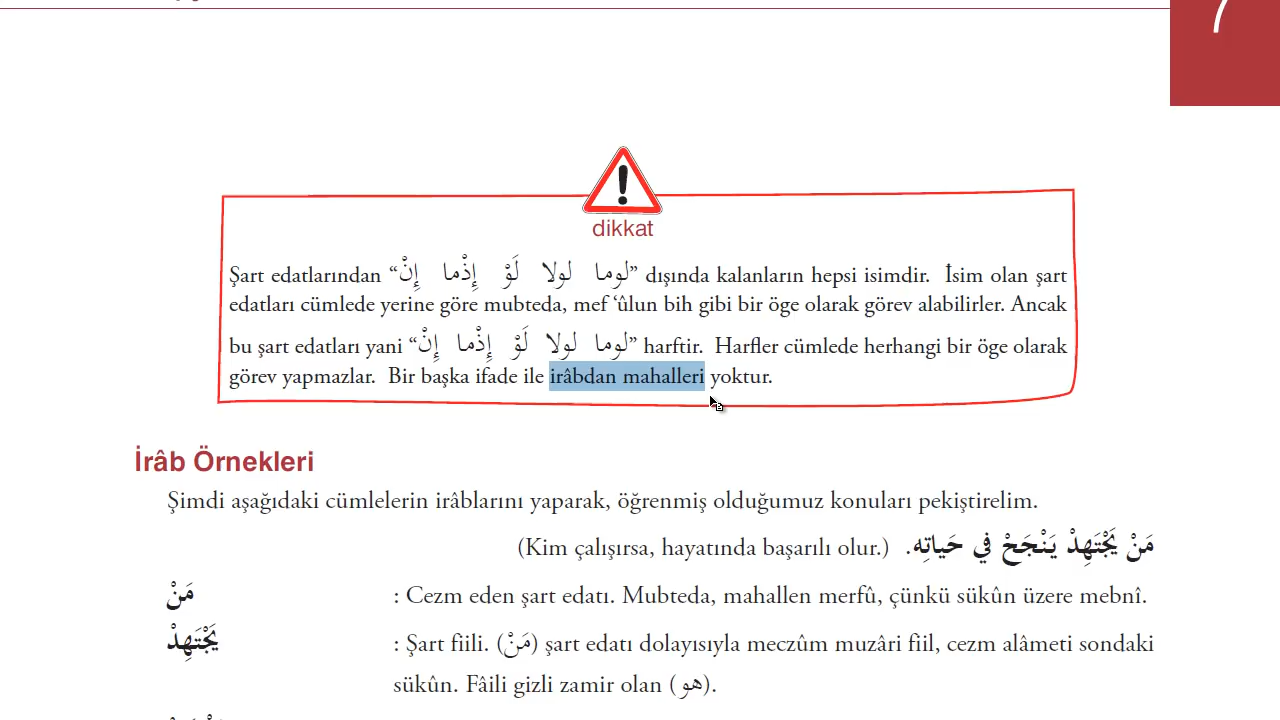 7
dikkat
Şart edatlarından “لوما لولا لَوْ إِذْما إِنْ” dışında kalanların hepsi isimdir. İsim olan şart
edatları cümlede yerine göre mubteda, mef ‘ûlun bih gibi bir öge olarak görev alabilirler. Ancak
bu şart edatları yani “لوما لولا لَوْ إِذْما إِنْ” harftir. Harfler cümlede herhangi bir öge olarak
görev yapmazlar. Bir başka ifade ile irâbdan mahalleri yoktur.
İrâb Örnekleri
Şimdi aşağıdaki cümlelerin irâblarını yaparak, öğrenmiş olduğumuz konuları pekiştirelim.
(Kim çalışırsa, hayatında başarılı olur.) مَنْ يَجْتَهِدْ يَنْجَحْ في حَياتِه.
مَنْ : Cezm eden şart edatı. Mubteda, mahallen merfû, çünkü sükûn üzere mebnî.
يَجْتَهِدْ : Şart fiili. (مَنْ) şart edatı dolayısıyla meczûm muzâri fiil, cezm alâmeti sondaki
sükûn. Fâili gizli zamir olan (هو).